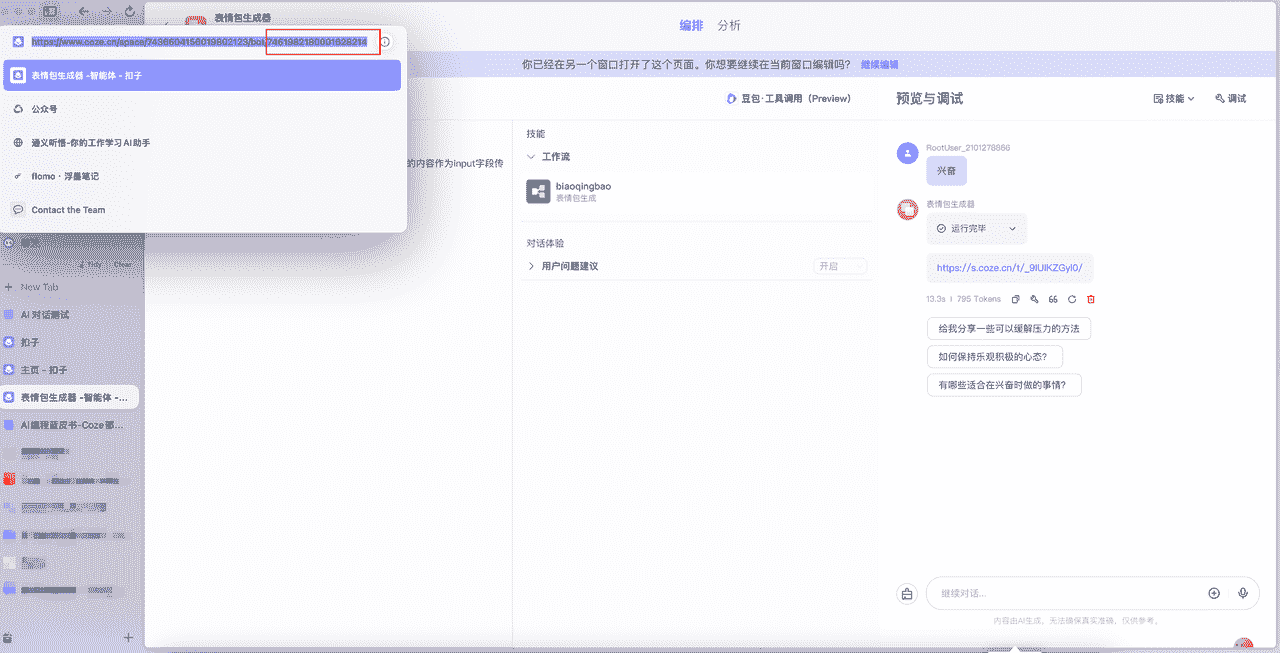 表情包生成器
编排 分析
表情包生成器 -智能体 - 扣子
公众号
通义听悟-你的工作学习AI助手
flomo · 浮墨笔记
Contact the Team
New Tab
AI 对话测试
扣子
主页 - 扣子
表情包生成器 -智能体 -...
AI编程蓝皮书-Coze部...
你已经在另一个窗口打开了这个页面。你想要继续在当前窗口编辑吗？ 继续编辑
豆包·工具调用（Preview）
的内容作为input字段传
技能
工作流
biaoqingbao
表情包生成
对话体验
用户问题建议
开启
预览与调试
技能
调试
RootUser_2101278866
兴奋
表情包生成器
运行完毕
https://s.coze.cn/t/_9IUIKZGyI0/
13.3s | 795 Tokens
给我分享一些可以缓解压力的方法
如何保持乐观积极的心态?
有哪些适合在兴奋时做的事情?
继续对话...
内容由AI生成，无法确保真实准确，仅供参考。